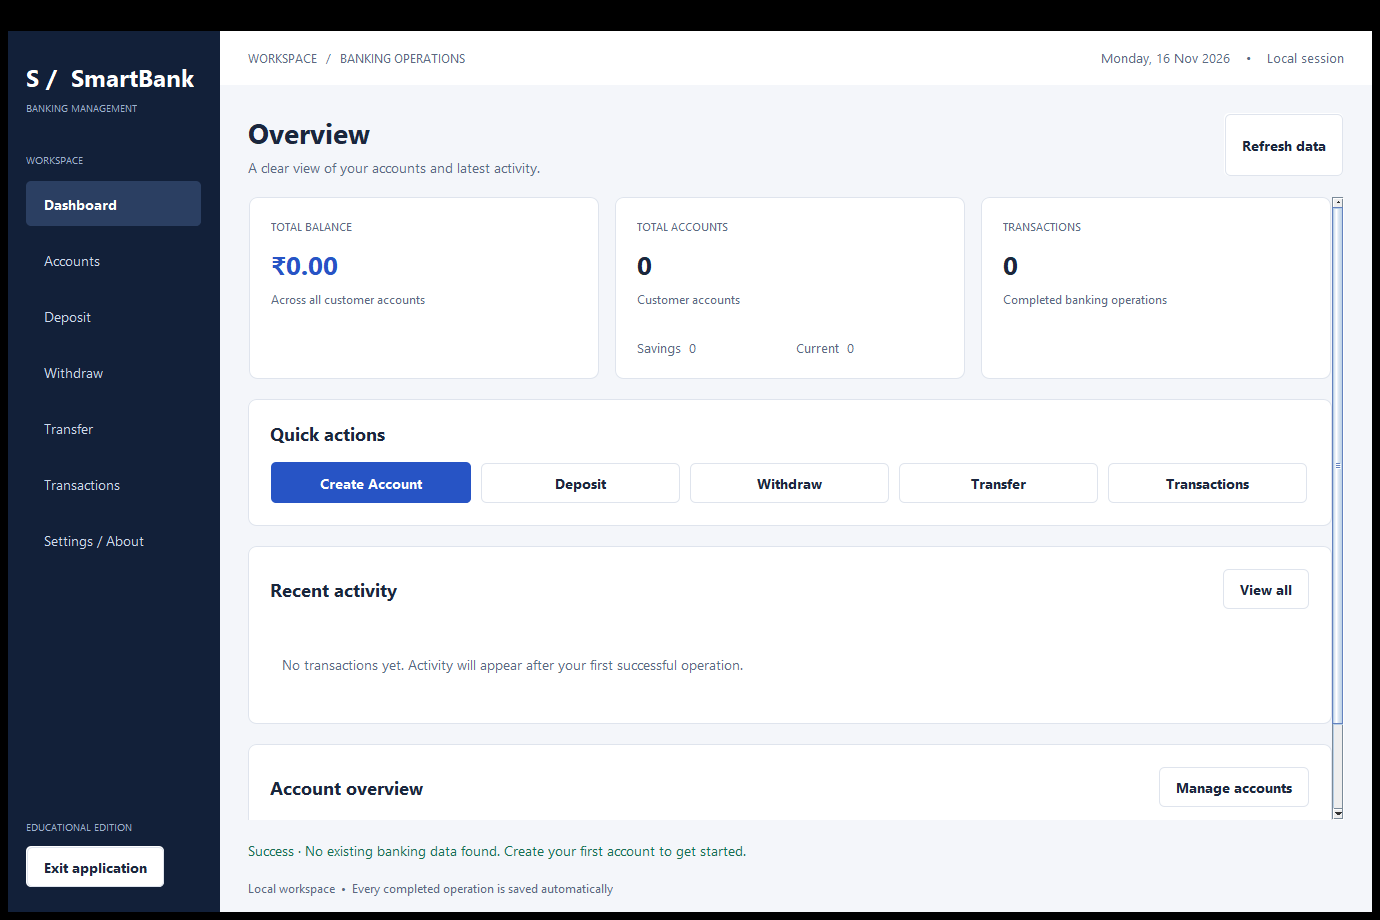 S / SmartBank
BANKING MANAGEMENT
WORKSPACE
Dashboard
Accounts
Deposit
Withdraw
Transfer
Transactions
Settings / About
EDUCATIONAL EDITION
Exit application
WORKSPACE / BANKING OPERATIONS
Monday, 16 Nov 2026 • Local session
Overview
A clear view of your accounts and latest activity.
Refresh data
TOTAL BALANCE
₹0.00
Across all customer accounts
TOTAL ACCOUNTS
0
Customer accounts
Savings 0 Current 0
TRANSACTIONS
0
Completed banking operations
Quick actions
Create Account Deposit Withdraw Transfer Transactions
Recent activity
View all
No transactions yet. Activity will appear after your first successful operation.
Account overview
Manage accounts
Success · No existing banking data found. Create your first account to get started.
Local workspace • Every completed operation is saved automatically